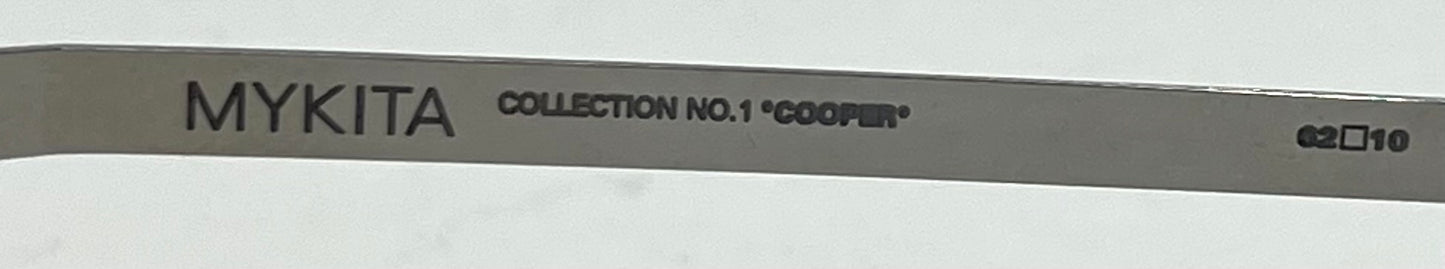 MYKITA COLLECTION NO.1 "COOPER" 62□10